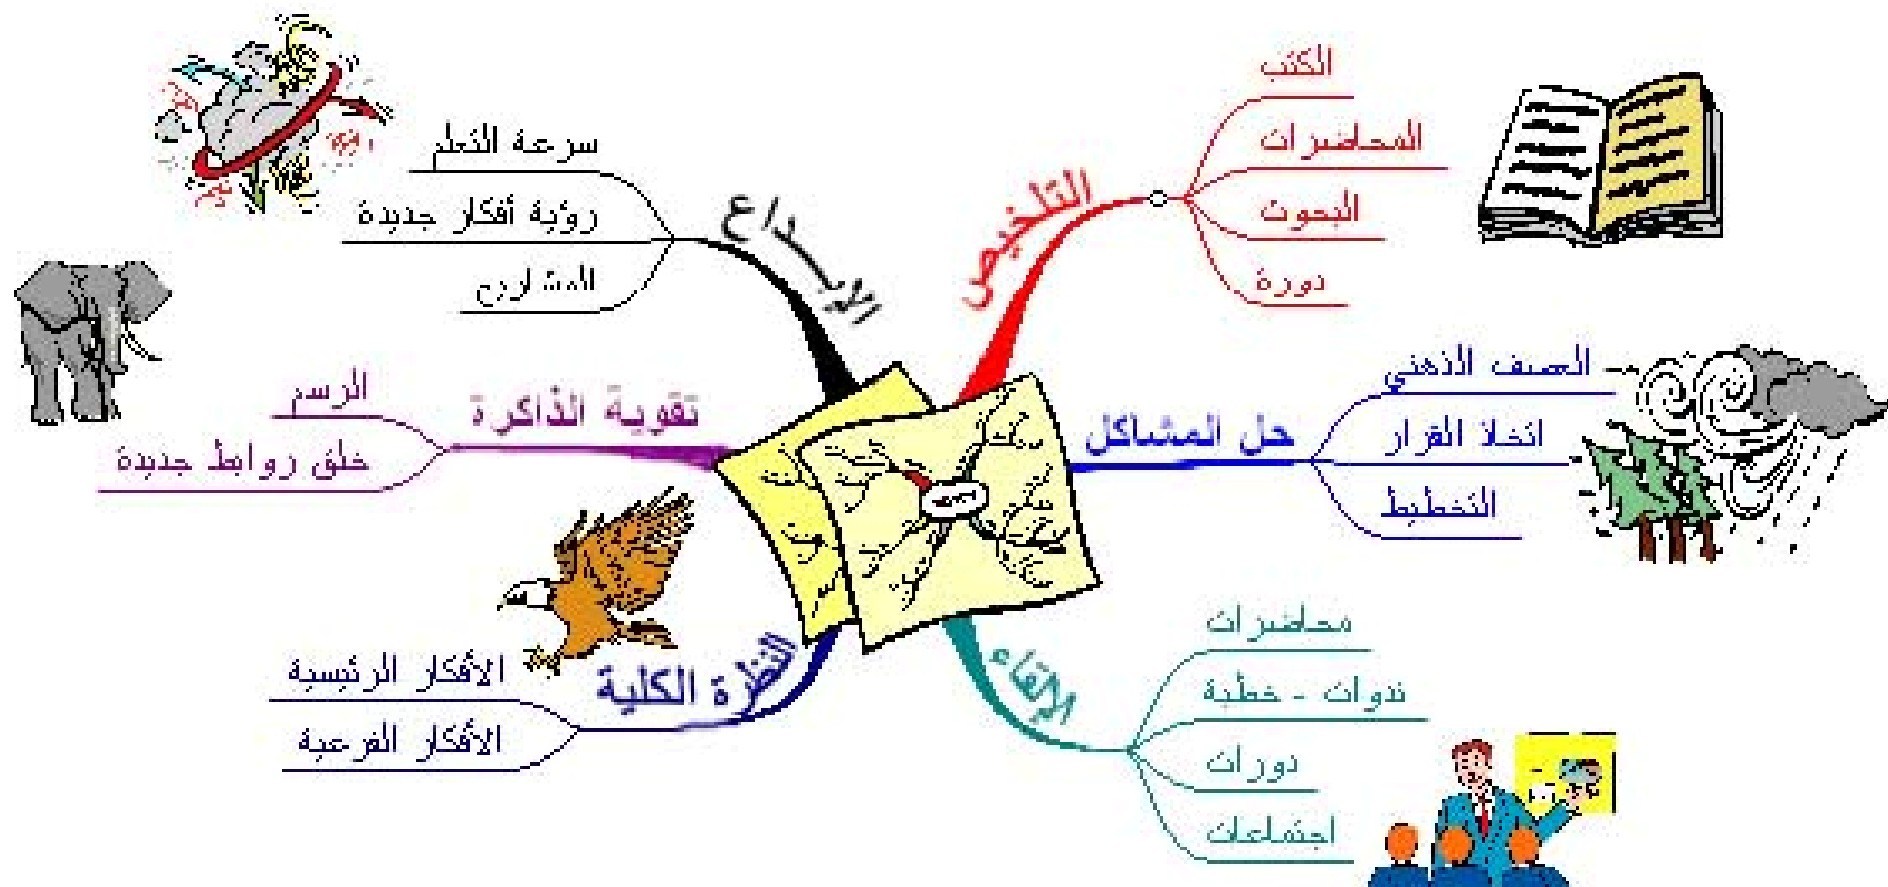 التلخيص
الكتب
المحاضرات
البحوث
دورة
حل المشاكل
العصف الذهني
اتخاذ القرار
التخطيط
الإلقاء
محاضرات
ندوات - خطبة
دورات
اجتماعات
النظرة الكلية
الأفكار الرئيسية
الأفكار الفرعية
تقوية الذاكرة
الرسم
خلق روابط جديدة
الإبــداع
سرعة التعلم
رؤية أفكار جديدة
المشاريع